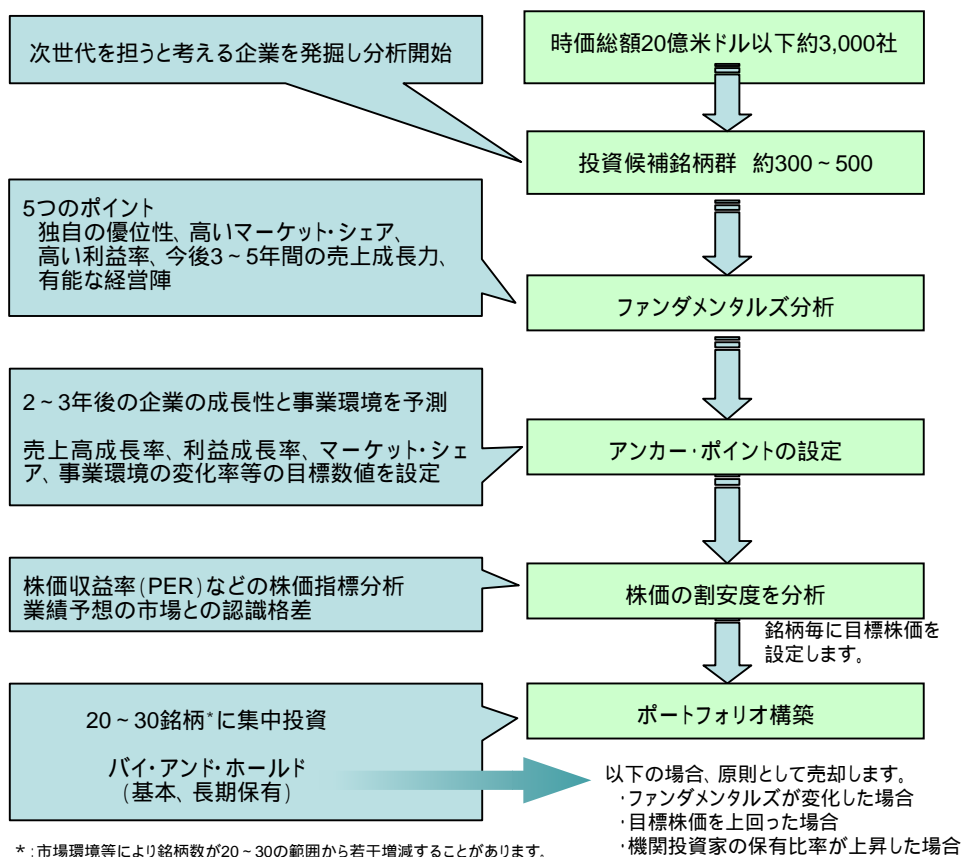 時価総額20億米ドル以下約3,000社
次世代を担うと考える企業を発掘し分析開始
投資候補銘柄群 約300~500
5つのポイント
独自の優位性、高いマーケット・シェア、
高い利益率、今後3~5年間の売上成長力、
有能な経営陣
ファンダメンタルズ分析
2~3年後の企業の成長性と事業環境を予測
売上高成長率、利益成長率、マーケット・シェ
ア、事業環境の変化率等の目標数値を設定
アンカー・ポイントの設定
株価収益率(PER)などの株価指標分析
業績予想の市場との認識格差
株価の割安度を分析
銘柄毎に目標株価を
設定します。
20~30銘柄*に集中投資
バイ・アンド・ホールド
(基本、長期保有)
ポートフォリオ構築
以下の場合、原則として売却します。
・ファンダメンタルズが変化した場合
・目標株価を上回った場合
・機関投資家の保有比率が上昇した場合
*:市場環境等により銘柄数が20~30の範囲から若干増減することがあります。